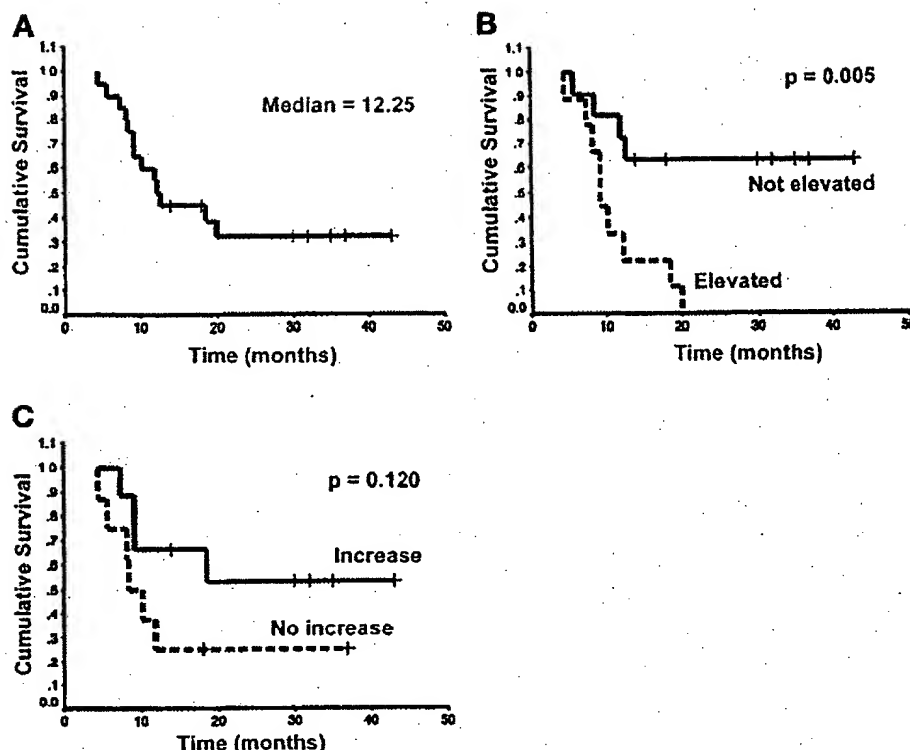 A
1.1
1.0
.9
.8
.7
.6
.5
.4
.3
.2
.1
0.0
Cumulative Survival
Median = 12.25
0 10 20 30 40 50
Time (months)
B
1.1
1.0
.9
.8
.7
.6
.5
.4
.3
.2
.1
0.0
Cumulative Survival
p = 0.005
Not elevated
Elevated
0 10 20 30 40 50
Time (months)
C
1.1
1.0
.9
.8
.7
.6
.5
.4
.3
.2
.1
0.0
Cumulative Survival
p = 0.120
Increase
No increase
0 10 20 30 40 50
Time (months)